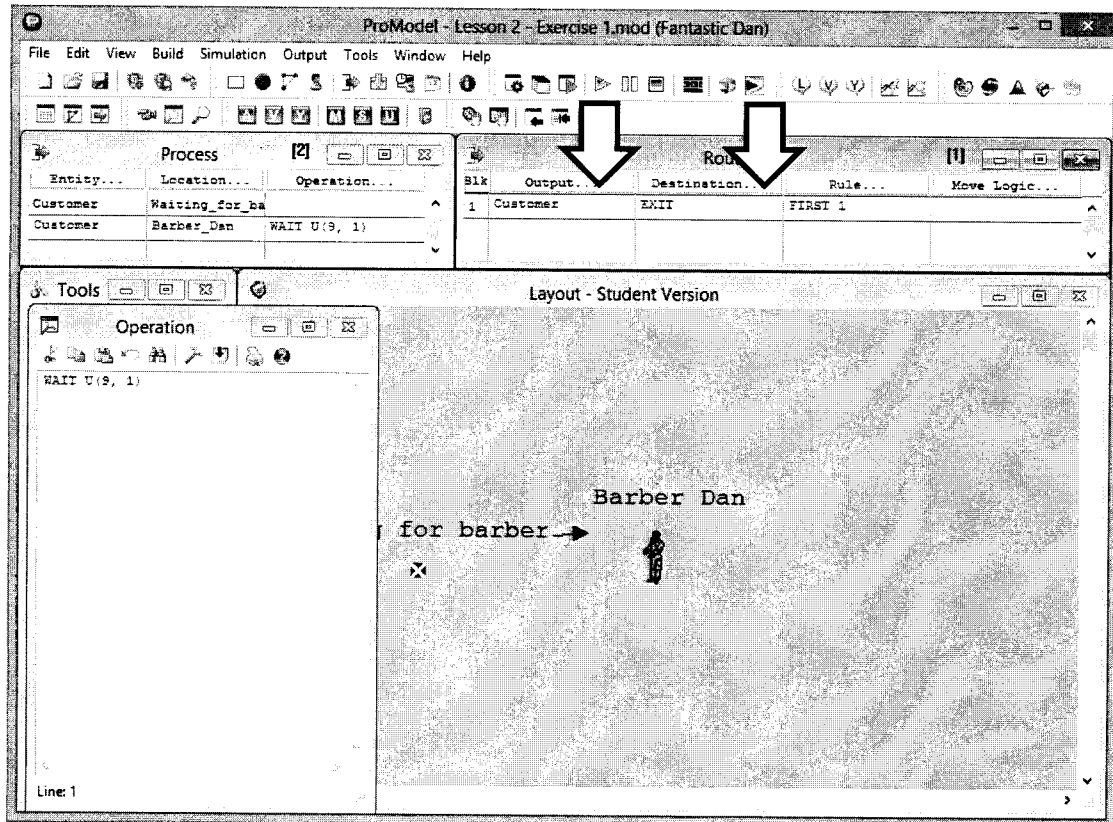 ProModel - Lesson 2 - Exercise 1.mod (Fantastic Dan)
File Edit View Build Simulation Output Tools Window Help
Process [2]
Entity... Location... Operation...
Customer Waiting_for_ba
Customer Barber_Dan WAIT U(9, 1)
Rou [1]
Blk Output... Destination... Rule... Move Logic...
1 Customer EXIT FIRST 1
Tools
Layout - Student Version
Operation
WAIT U(9, 1)
Barber Dan
for barber
Line: 1